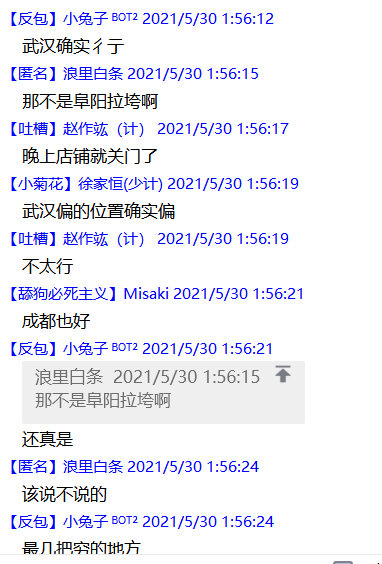 【反包】小兔子 BOT2 2021/5/30 1:56:12
武汉确实彳亍
【匿名】浪里白条 2021/5/30 1:56:15
那不是阜阳拉垮啊
【吐槽】赵作竑（计） 2021/5/30 1:56:17
晚上店铺就关门了
【小菊花】徐家恒(少计) 2021/5/30 1:56:19
武汉偏的位置确实偏
【吐槽】赵作竑（计） 2021/5/30 1:56:19
不太行
【舔狗必死主义】Misaki 2021/5/30 1:56:21
成都也好
【反包】小兔子 BOT2 2021/5/30 1:56:21
浪里白条 2021/5/30 1:56:15
那不是阜阳拉垮啊
还真是
【匿名】浪里白条 2021/5/30 1:56:24
该说不说的
【反包】小兔子 BOT2 2021/5/30 1:56:24
最几把穷的地方